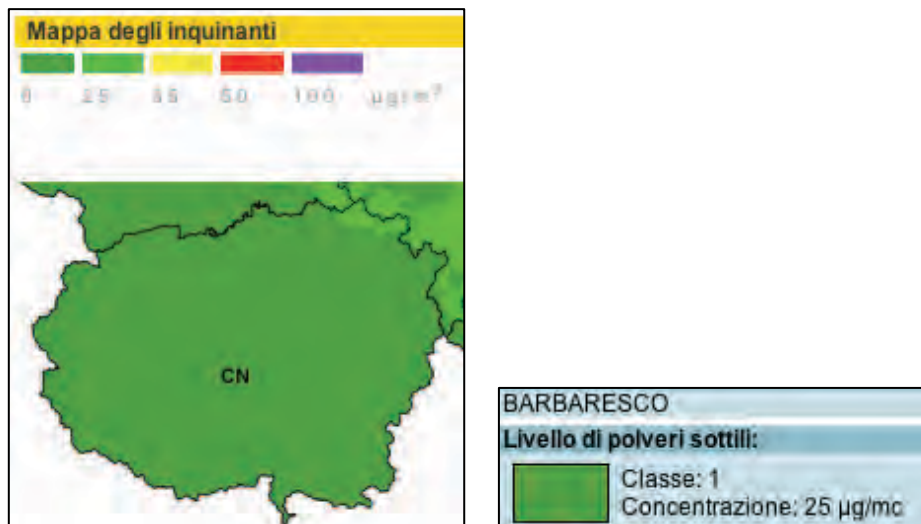 Mappa degli inquinanti
0 25 35 50 100 µg/m³
CN
BARBARESCO
Livello di polveri sottili:
Classe: 1
Concentrazione: 25 µg/mc